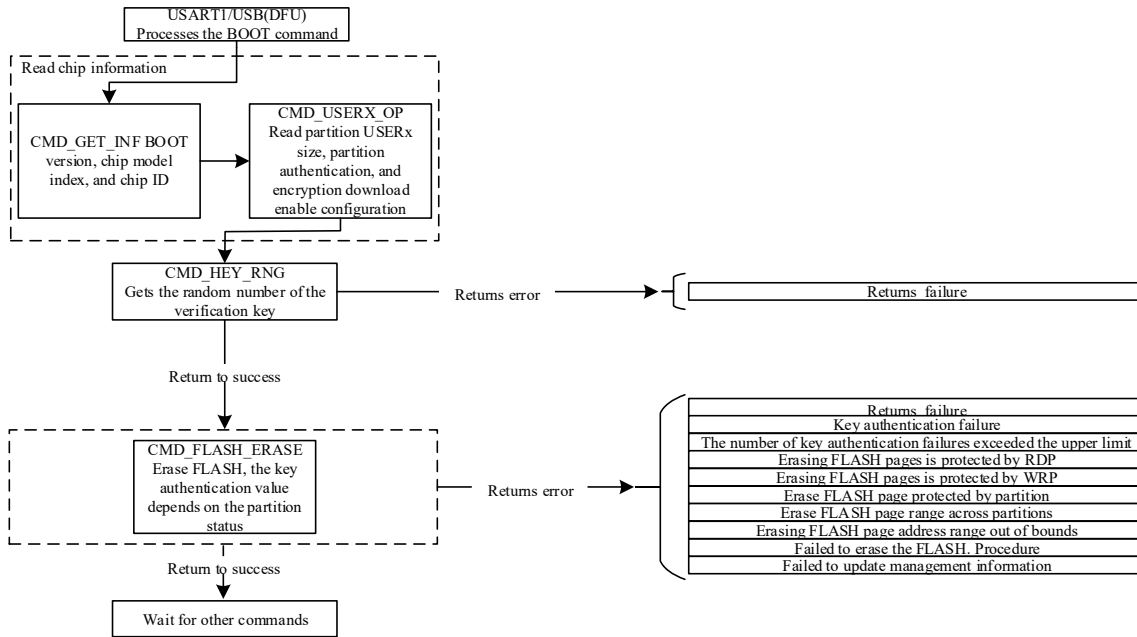 USART1/USB(DFU)
Processes the BOOT command
Read chip information
CMD_GET_INF BOOT
version, chip model
index, and chip ID
CMD_USERX_OP
Read partition USERx
size, partition
authentication, and
encryption download
enable configuration
CMD_HEY_RNG
Gets the random number of the
verification key
Returns error
Returns failure
Return to success
CMD_FLASH_ERASE
Erase FLASH, the key
authentication value
depends on the partition
status
Returns error
Returns failure
Key authentication failure
The number of key authentication failures exceeded the upper limit
Erasing FLASH pages is protected by RDP
Erasing FLASH pages is protected by WRP
Erase FLASH page protected by partition
Erase FLASH page range across partitions
Erasing FLASH page address range out of bounds
Failed to erase the FLASH. Procedure
Failed to update management information
Return to success
Wait for other commands